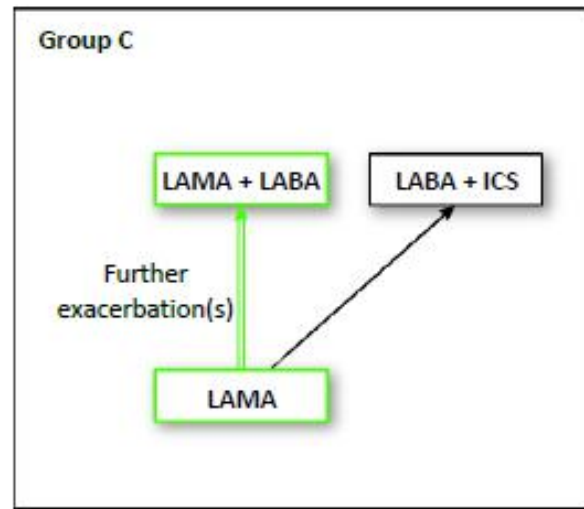 Group C
LAMA + LABA
LABA + ICS
Further
exacerbation(s)
LAMA